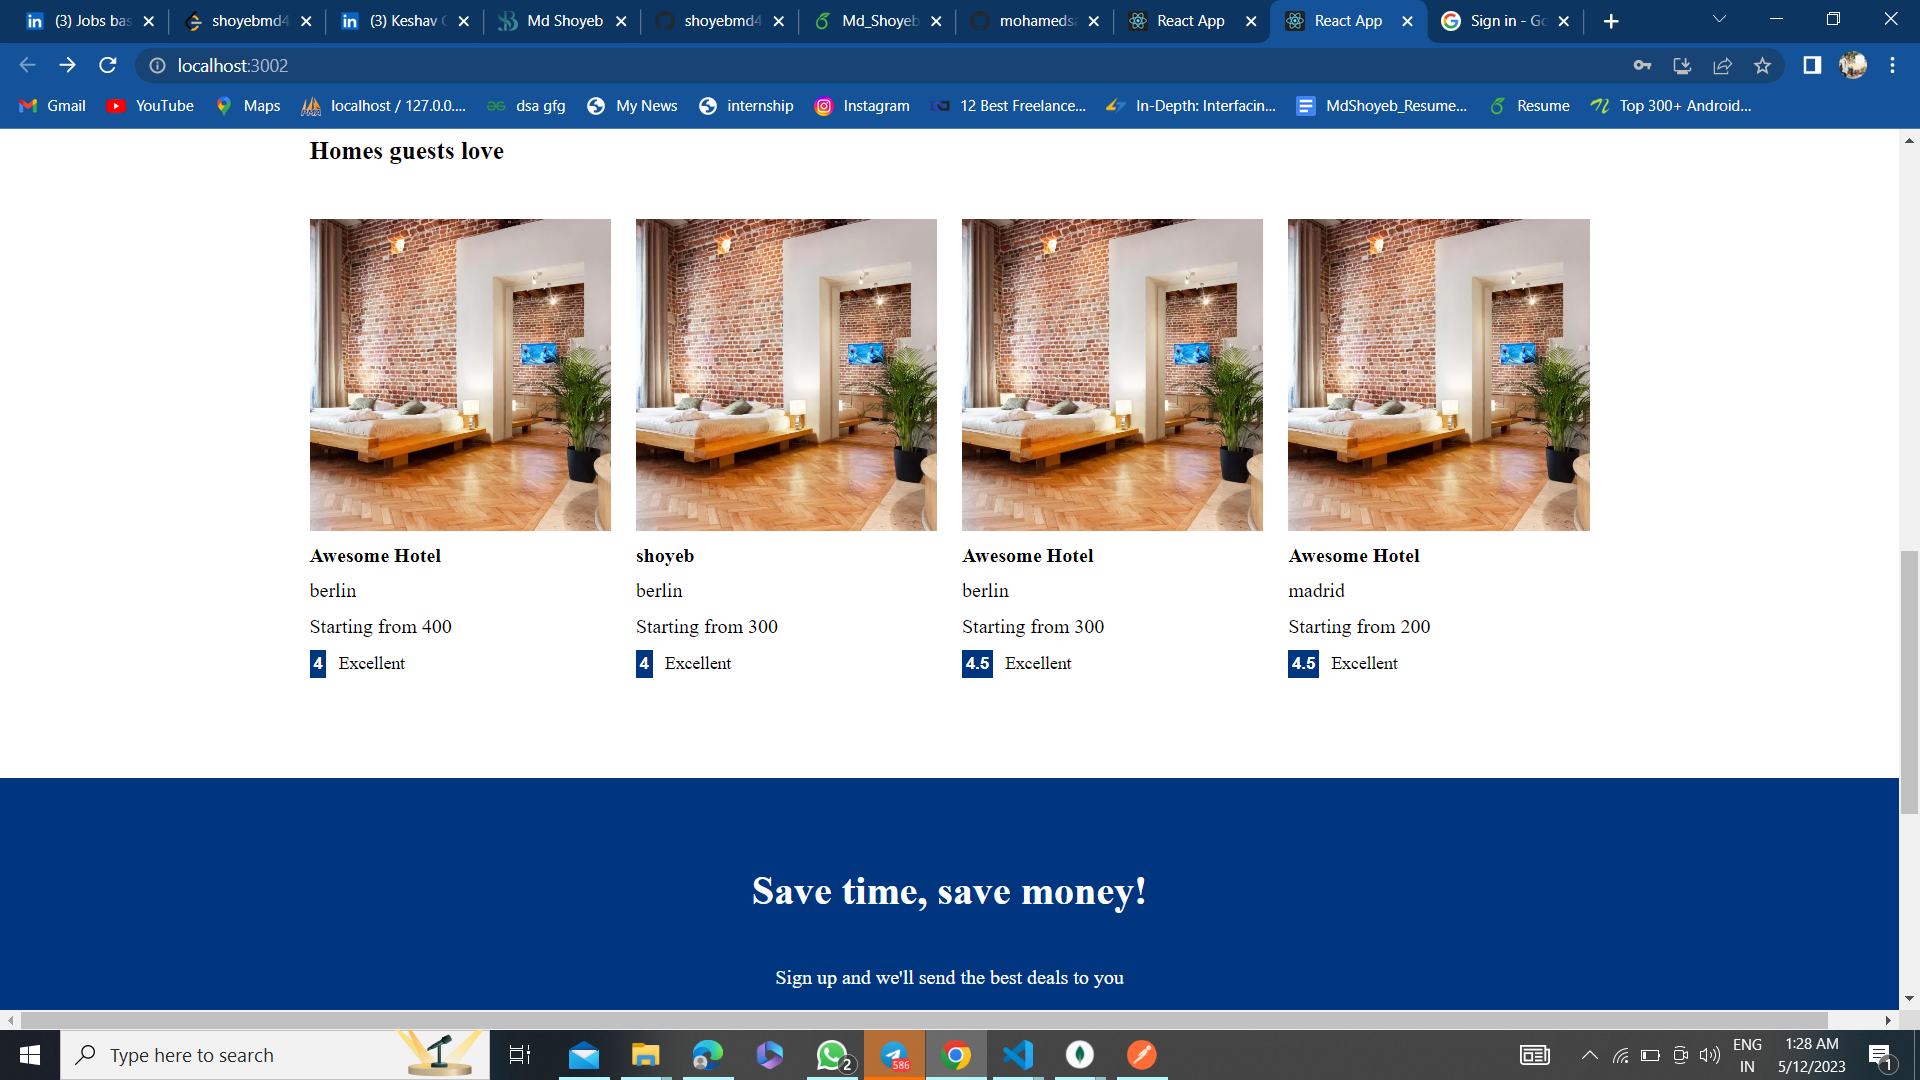 (3) Jobs bas
shoyebmd4
(3) Keshav
Md Shoyeb
shoyebmd4
Md_Shoyeb
mohamedsa
React App
React App
Sign in - Go
localhost:3002
Gmail
YouTube
Maps
localhost / 127.0.0....
dsa gfg
My News
internship
Instagram
12 Best Freelance...
In-Depth: Interfacin...
MdShoyeb_Resume...
Resume
Top 300+ Android...
Homes guests love
Awesome Hotel
berlin
Starting from 400
4 Excellent
shoyeb
berlin
Starting from 300
4 Excellent
Awesome Hotel
berlin
Starting from 300
4.5 Excellent
Awesome Hotel
madrid
Starting from 200
4.5 Excellent
Save time, save money!
Sign up and we'll send the best deals to you
Type here to search
2
586
ENG
IN
1:28 AM
5/12/2023
1